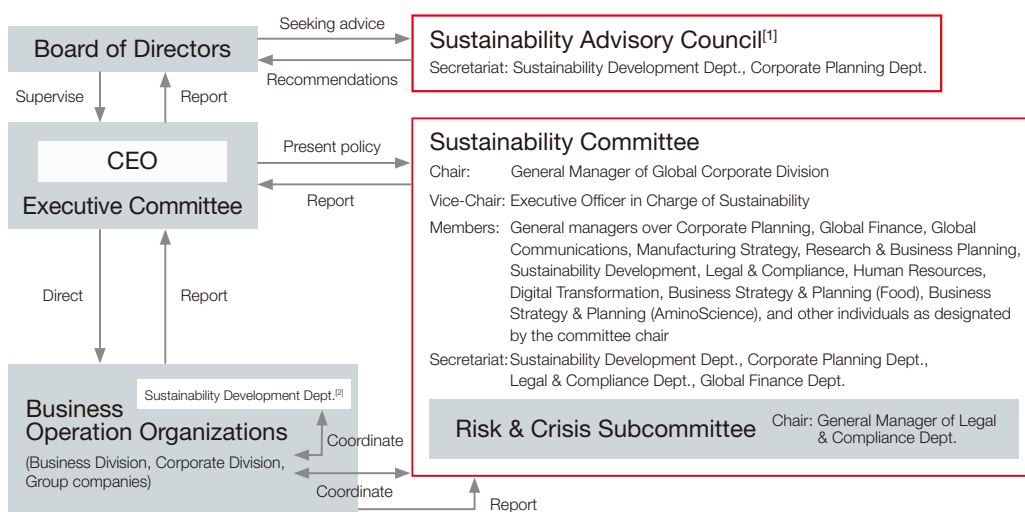 Board of Directors
Seeking advice
Recommendations
Sustainability Advisory Council[1]
Secretariat: Sustainability Development Dept., Corporate Planning Dept.
Supervise
Report
CEO
Executive Committee
Present policy
Report
Sustainability Committee
Chair: General Manager of Global Corporate Division
Vice-Chair: Executive Officer in Charge of Sustainability
Members: General managers over Corporate Planning, Global Finance, Global
Communications, Manufacturing Strategy, Research & Business Planning,
Sustainability Development, Legal & Compliance, Human Resources,
Digital Transformation, Business Strategy & Planning (Food), Business
Strategy & Planning (AminoScience), and other individuals as designated
by the committee chair
Secretariat: Sustainability Development Dept., Corporate Planning Dept.,
Legal & Compliance Dept., Global Finance Dept.
Risk & Crisis Subcommittee
Chair: General Manager of Legal
& Compliance Dept.
Direct
Report
Sustainability Development Dept.[2]
Business
Operation Organizations
(Business Division, Corporate Division,
Group companies)
Coordinate
Coordinate
Report